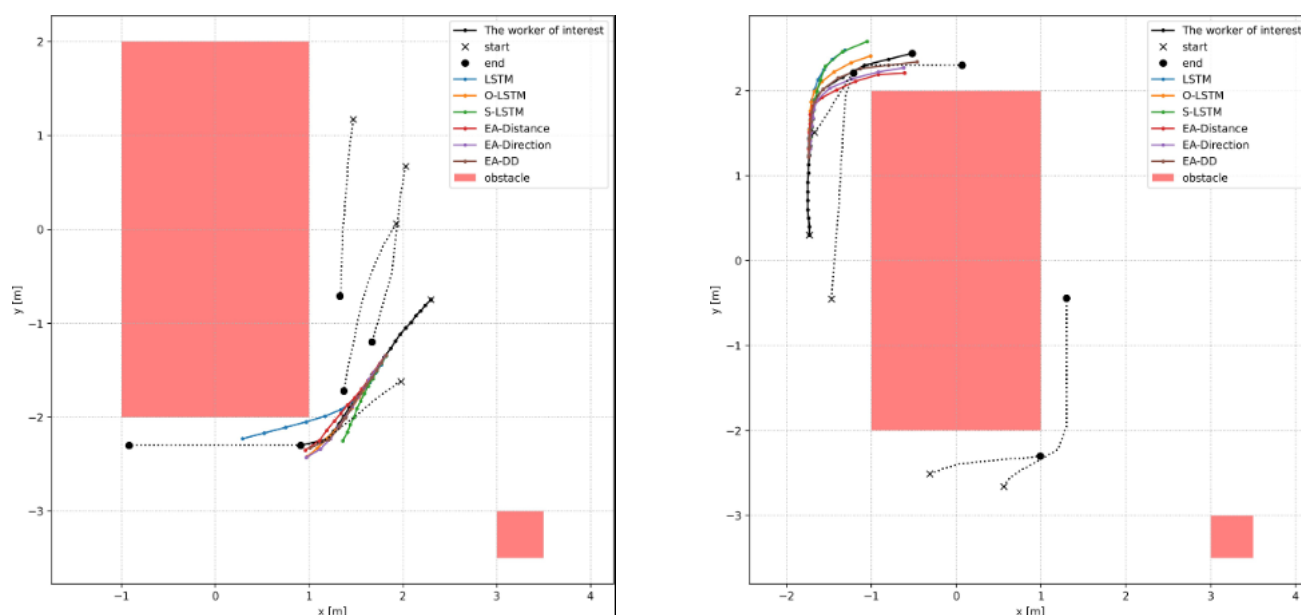 The worker of interest
start
end
LSTM
O-LSTM
S-LSTM
EA-Distance
EA-Direction
EA-DD
obstacle
2
1
0
−1
−2
−3
y [m]
−1 0 1 2 3 4
x [m]
The worker of interest
start
end
LSTM
O-LSTM
S-LSTM
EA-Distance
EA-Direction
EA-DD
obstacle
2
1
0
−1
−2
−3
y [m]
−2 −1 0 1 2 3 4
x [m]